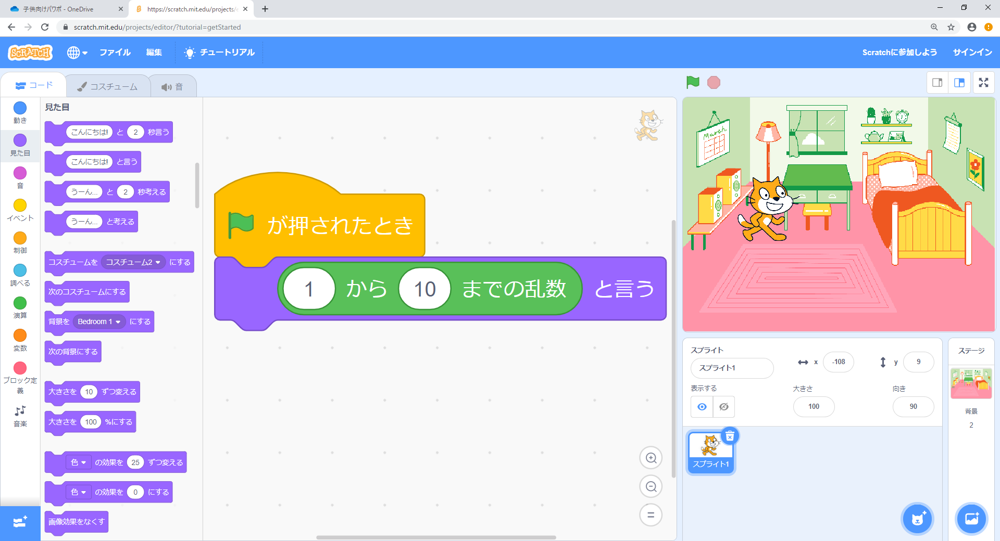 子供向けパワポ - OneDrive
https://scratch.mit.edu/projects/e
scratch.mit.edu/projects/editor/?tutorial=getStarted
SCRATCH
ファイル
編集
チュートリアル
Scratchに参加しよう
サインイン
コード
コスチューム
音
動き
見た目
音
イベント
制御
調べる
演算
変数
ブロック定
義
音楽
見た目
こんにちは! と 2 秒言う
こんにちは! と言う
うーん... と 2 秒考える
うーん... と考える
コスチュームを コスチューム2 にする
次のコスチュームにする
背景を Bedroom 1 にする
次の背景にする
大きさを 10 ずつ変える
大きさを 100 %にする
色 の効果を 25 ずつ変える
色 の効果を 0 にする
画像効果をなくす
が押されたとき
1 から 10 までの乱数 と言う
March
スプライト
スプライト1
x -108
y 9
表示する
大きさ
100
向き
90
スプライト1
ステージ
背景
2